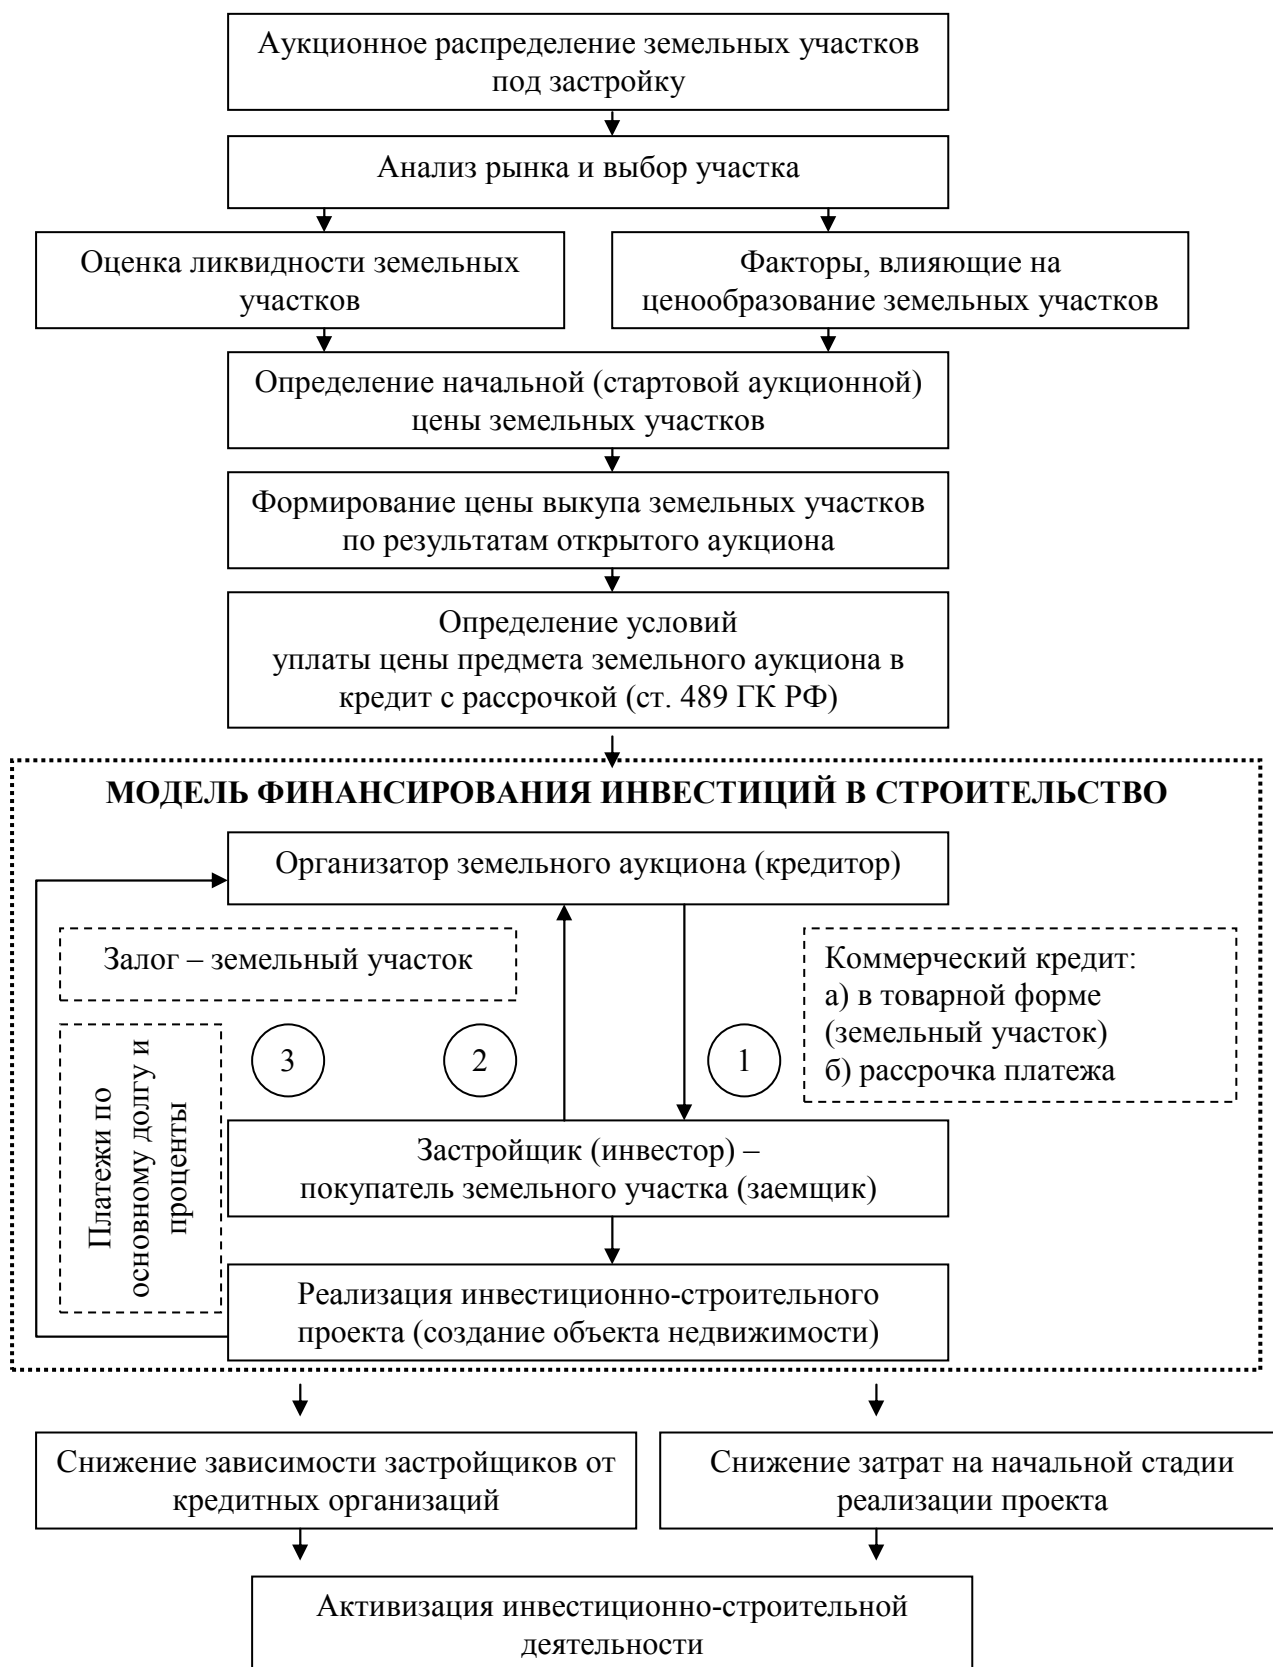 Аукционное распределение земельных участков
под застройку
Анализ рынка и выбор участка
Оценка ликвидности земельных
участков
Факторы, влияющие на
ценообразование земельных участков
Определение начальной (стартовой аукционной)
цены земельных участков
Формирование цены выкупа земельных участков
по результатам открытого аукциона
Определение условий
уплаты цены предмета земельного аукциона в
кредит с рассрочкой (ст. 489 ГК РФ)
МОДЕЛЬ ФИНАНСИРОВАНИЯ ИНВЕСТИЦИЙ В СТРОИТЕЛЬСТВО
Организатор земельного аукциона (кредитор)
Залог – земельный участок
Коммерческий кредит:
а) в товарной форме
(земельный участок)
б) рассрочка платежа
Платежи по
основному долгу и
проценты
3
2
1
Застройщик (инвестор) –
покупатель земельного участка (заемщик)
Реализация инвестиционно-строительного
проекта (создание объекта недвижимости)
Снижение зависимости застройщиков от
кредитных организаций
Снижение затрат на начальной стадии
реализации проекта
Активизация инвестиционно-строительной
деятельности